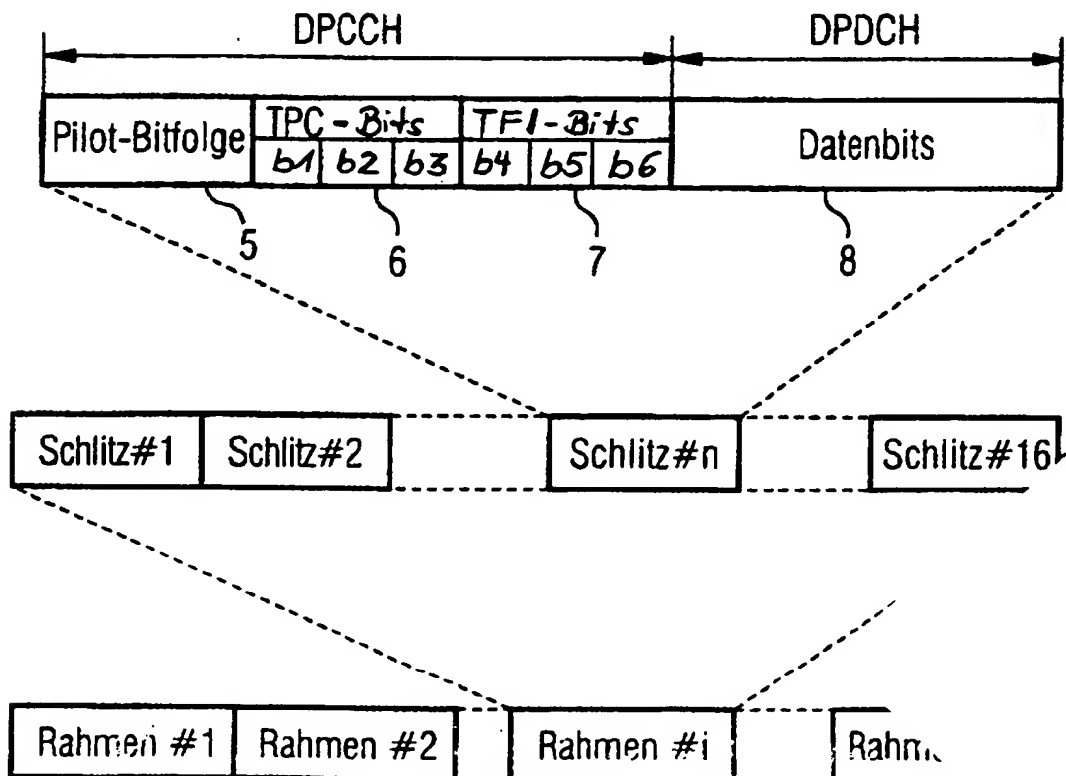 DPCCH DPDCH
Pilot-Bitfolge TPC-Bits TFI-Bits Datenbits
b1 b2 b3 b4 b5 b6
5 6 7 8
Schlitz#1 Schlitz#2 Schlitz#n Schlitz#16
Rahmen #1 Rahmen #2 Rahmen #i